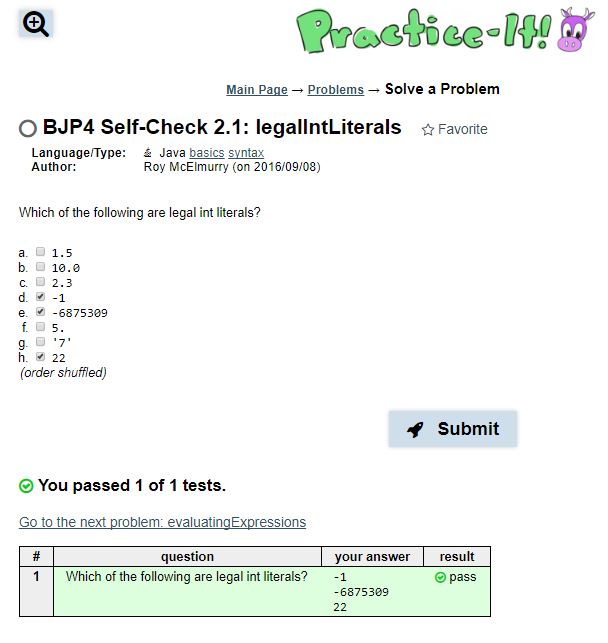 Practice-It!
Main Page → Problems → Solve a Problem
BJP4 Self-Check 2.1: legalIntLiterals ☆ Favorite
Language/Type: Java basics syntax
Author: Roy McElmurry (on 2016/09/08)
Which of the following are legal int literals?
a. 1.5
b. 10.0
c. 2.3
d. -1
e. -6875309
f. 5.
g. '7'
h. 22
(order shuffled)
Submit
You passed 1 of 1 tests.
Go to the next problem: evaluatingExpressions
# question your answer result
1 Which of the following are legal int literals? -1 pass
-6875309
22